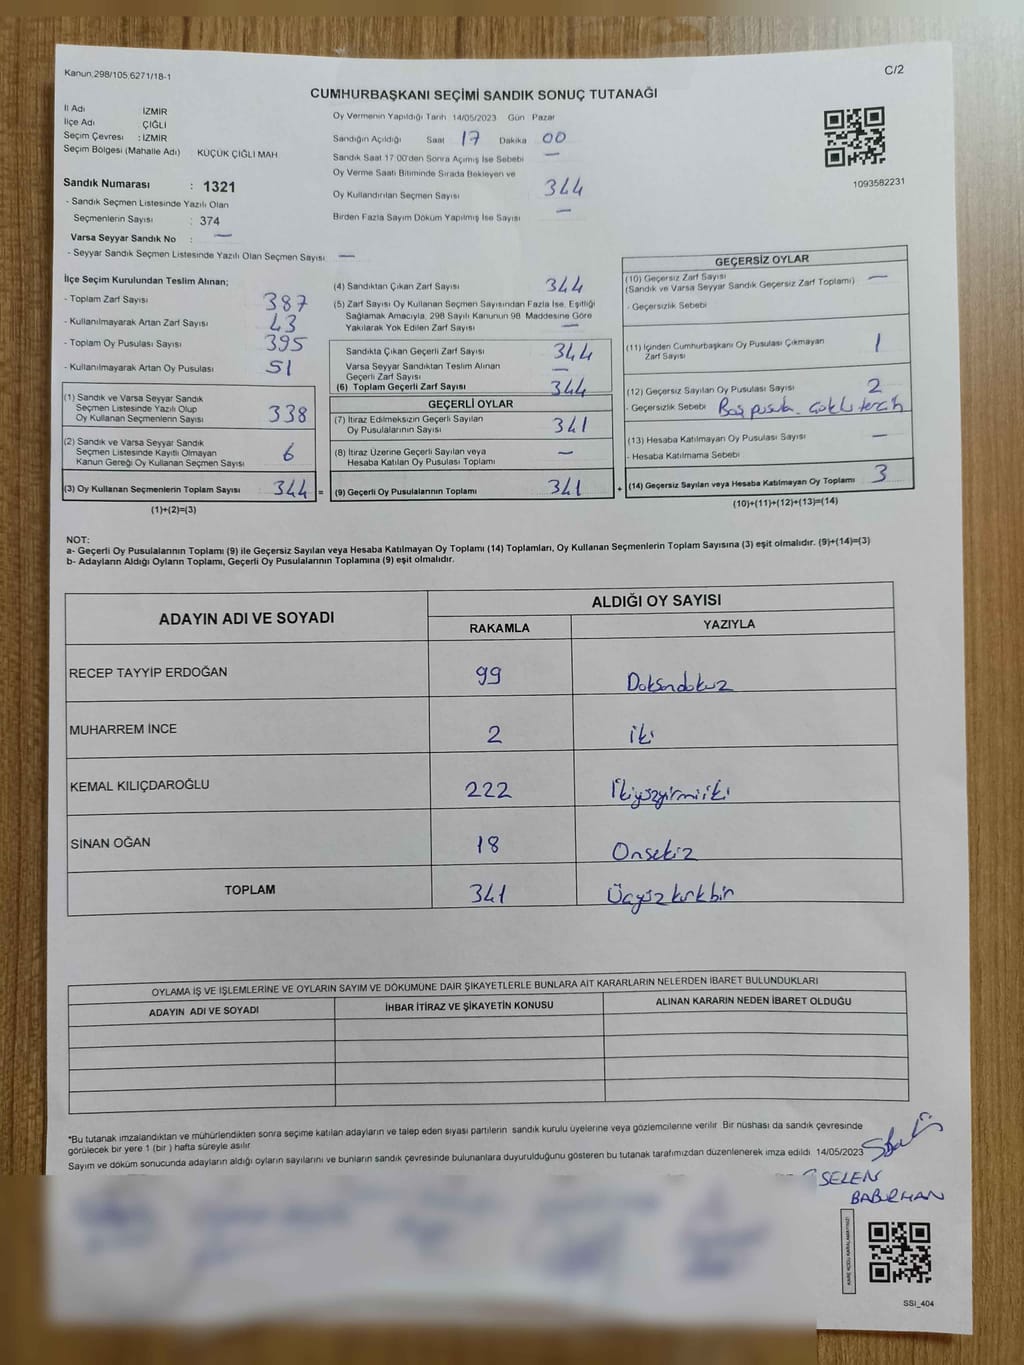 Kanun:298/105.6271/18-1
C/2
CUMHURBAŞKANI SEÇİMİ SANDIK SONUÇ TUTANAĞI
İl Adı İZMİR
İlçe Adı ÇİĞLİ
Seçim Çevresi : İZMİR
Seçim Bölgesi (Mahalle Adı) KÜÇÜK ÇİĞLİ MAH
Sandık Numarası : 1321
- Sandık Seçmen Listesinde Yazılı Olan
Seçmenlerin Sayısı : 374
Varsa Seyyar Sandık No : —
- Seyyar Sandık Seçmen Listesinde Yazılı Olan Seçmen Sayısı —
Oy Vermenin Yapıldığı Tarih 14/05/2023 Gün Pazar
Sandığın Açıldığı Saat 17 Dakika 00
Sandık Saat 17 00'den Sonra Açımış İse Sebebi —
Oy Verme Saati Bitiminde Sırada Bekleyen ve
Oy Kullandırılan Seçmen Sayısı 344
Birden Fazla Sayım Döküm Yapılmış İse Sayısı —
1093582231
İlçe Seçim Kurulundan Teslim Alınan;
- Toplam Zarf Sayısı 387
- Kullanılmayarak Artan Zarf Sayısı 43
- Toplam Oy Pusulası Sayısı 395
- Kullanılmayarak Artan Oy Pusulası 51
(1) Sandık ve Varsa Seyyar Sandık
Seçmen Listesinde Yazılı Olup
Oy Kullanan Seçmenlerin Sayısı 338
(2) Sandık ve Varsa Seyyar Sandık
Seçmen Listesinde Kayıtlı Olmayan
Kanun Gereği Oy Kullanan Seçmen Sayısı 6
(3) Oy Kullanan Seçmenlerin Toplam Sayısı 344 =
(1)+(2)=(3)
(4) Sandıktan Çıkan Zarf Sayısı 344
(5) Zarf Sayısı Oy Kullanan Seçmen Sayısından Fazla İse, Eşitliği
Sağlamak Amacıyla, 298 Sayılı Kanunun 98 Maddesine Göre
Yakılarak Yok Edilen Zarf Sayısı —
Sandıkta Çıkan Geçerli Zarf Sayısı 344
Varsa Seyyar Sandıktan Teslim Alınan
Geçerli Zarf Sayısı —
(6) Toplam Geçerli Zarf Sayısı 344
GEÇERLİ OYLAR
(7) İtiraz Edilmeksizin Geçerli Sayılan
Oy Pusulalarının Sayısı 341
(8) İtiraz Üzerine Geçerli Sayılan veya
Hesaba Katılan Oy Pusulası Toplamı —
(9) Geçerli Oy Pusulalarının Toplamı 341 +
GEÇERSİZ OYLAR
(10) Geçersiz Zarf Sayısı —
(Sandık ve Varsa Seyyar Sandık Geçersiz Zarf Toplamı)
- Geçersizlik Sebebi
(11) İçinden Cumhurbaşkanı Oy Pusulası Çıkmayan
Zarf Sayısı 1
(12) Geçersiz Sayılan Oy Pusulası Sayısı 2
- Geçersizlik Sebebi Boş pusula - çoklu tercih
(13) Hesaba Katılmayan Oy Pusulası Sayısı —
- Hesaba Katılmama Sebebi
(14) Geçersiz Sayılan veya Hesaba Katılmayan Oy Toplamı 3
(10)+(11)+(12)+(13)=(14)
NOT:
a- Geçerli Oy Pusulalarının Toplamı (9) ile Geçersiz Sayılan veya Hesaba Katılmayan Oy Toplamı (14) Toplamları, Oy Kullanan Seçmenlerin Toplam Sayısına (3) eşit olmalıdır. (9)+(14)=(3)
b- Adayların Aldığı Oyların Toplamı, Geçerli Oy Pusulalarının Toplamına (9) eşit olmalıdır.
ADAYIN ADI VE SOYADI ALDIĞI OY SAYISI
RAKAMLA YAZIYLA
RECEP TAYYİP ERDOĞAN 99 Doksandokuz
MUHARREM İNCE 2 İki
KEMAL KILIÇDAROĞLU 222 İkiyüzyirmiiki
SİNAN OĞAN 18 Onsekiz
TOPLAM 341 Üçyüzkırkbir
OYLAMA İŞ VE İŞLEMLERİNE VE OYLARIN SAYIM VE DÖKÜMÜNE DAİR ŞİKAYETLERLE BUNLARA AİT KARARLARIN NELERDEN İBARET BULUNDUKLARI
ADAYIN ADI VE SOYADI İHBAR İTİRAZ VE ŞİKAYETİN KONUSU ALINAN KARARIN NEDEN İBARET OLDUĞU
*Bu tutanak imzalandıktan ve mühürlendikten sonra seçime katılan adayların ve talep eden siyasi partilerin sandık kurulu üyelerine veya gözlemcilerine verilir Bir nüshası da sandık çevresinde
görülecek bir yere 1 (bir ) hafta süreyle asılır
Sayım ve döküm sonucunda adayların aldığı oyların sayılarını ve bunların sandık çevresinde bulunanlara duyurulduğunu gösteren bu tutanak tarafımızdan düzenlenerek imza edildi 14/05/2023
SELEN
BABURHAN
SSI_404